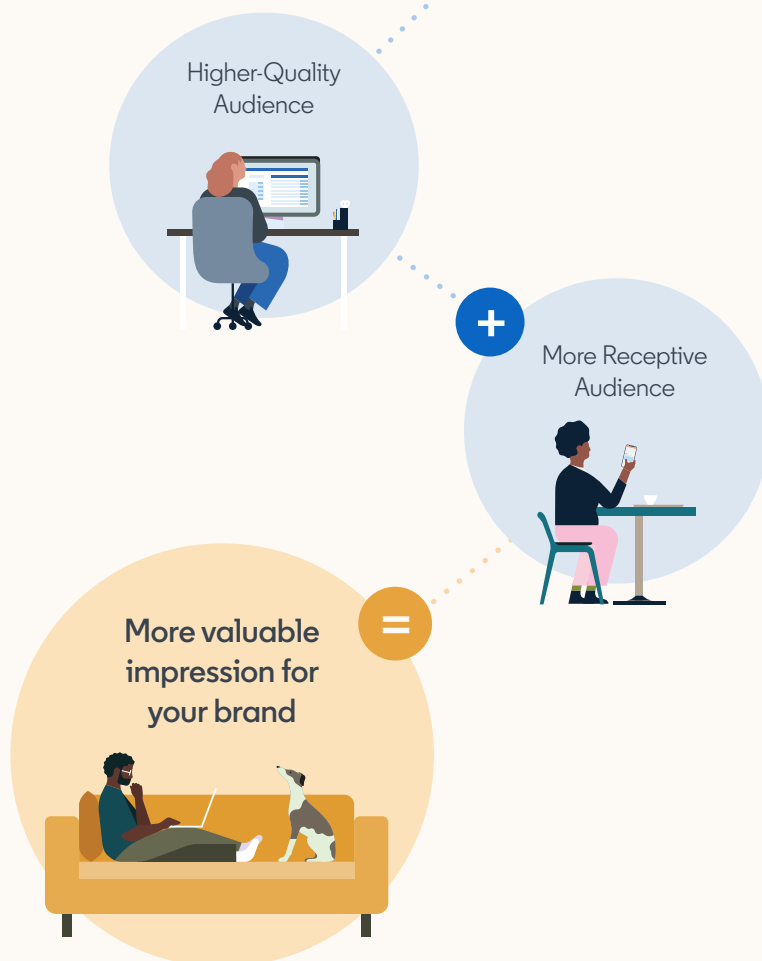 Higher-Quality
Audience
+
More Receptive
Audience
=
More valuable
impression for
your brand